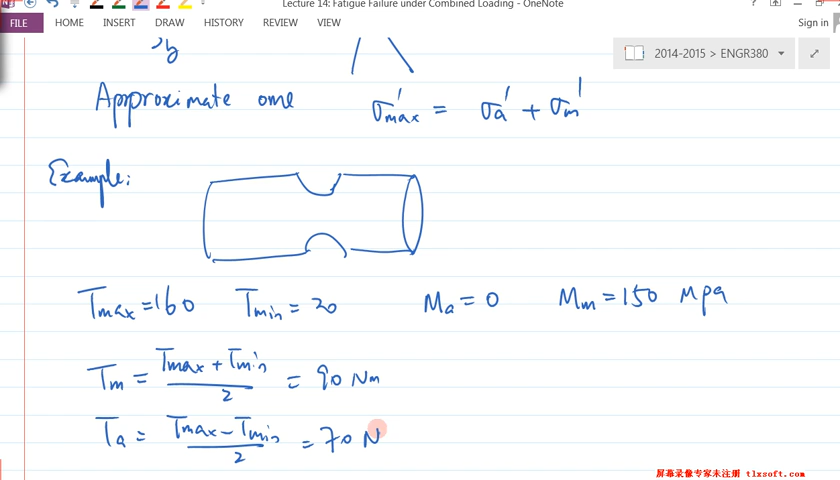 Lecture 14: Fatigue Failure under Combined Loading - OneNote
FILE HOME INSERT DRAW HISTORY REVIEW VIEW Sign in
2014-2015 > ENGR380
Approximate one σ'max = σa' + σm'
Example:
Tmax = 160 Tmin = 20 Ma = 0 Mm = 150 Mpa
Tm = (Tmax + Tmin)/2 = 90 Nm
Ta = (Tmax - Tmin)/2 = 70 N
屏幕录像专家未注册 tlxsoft.com